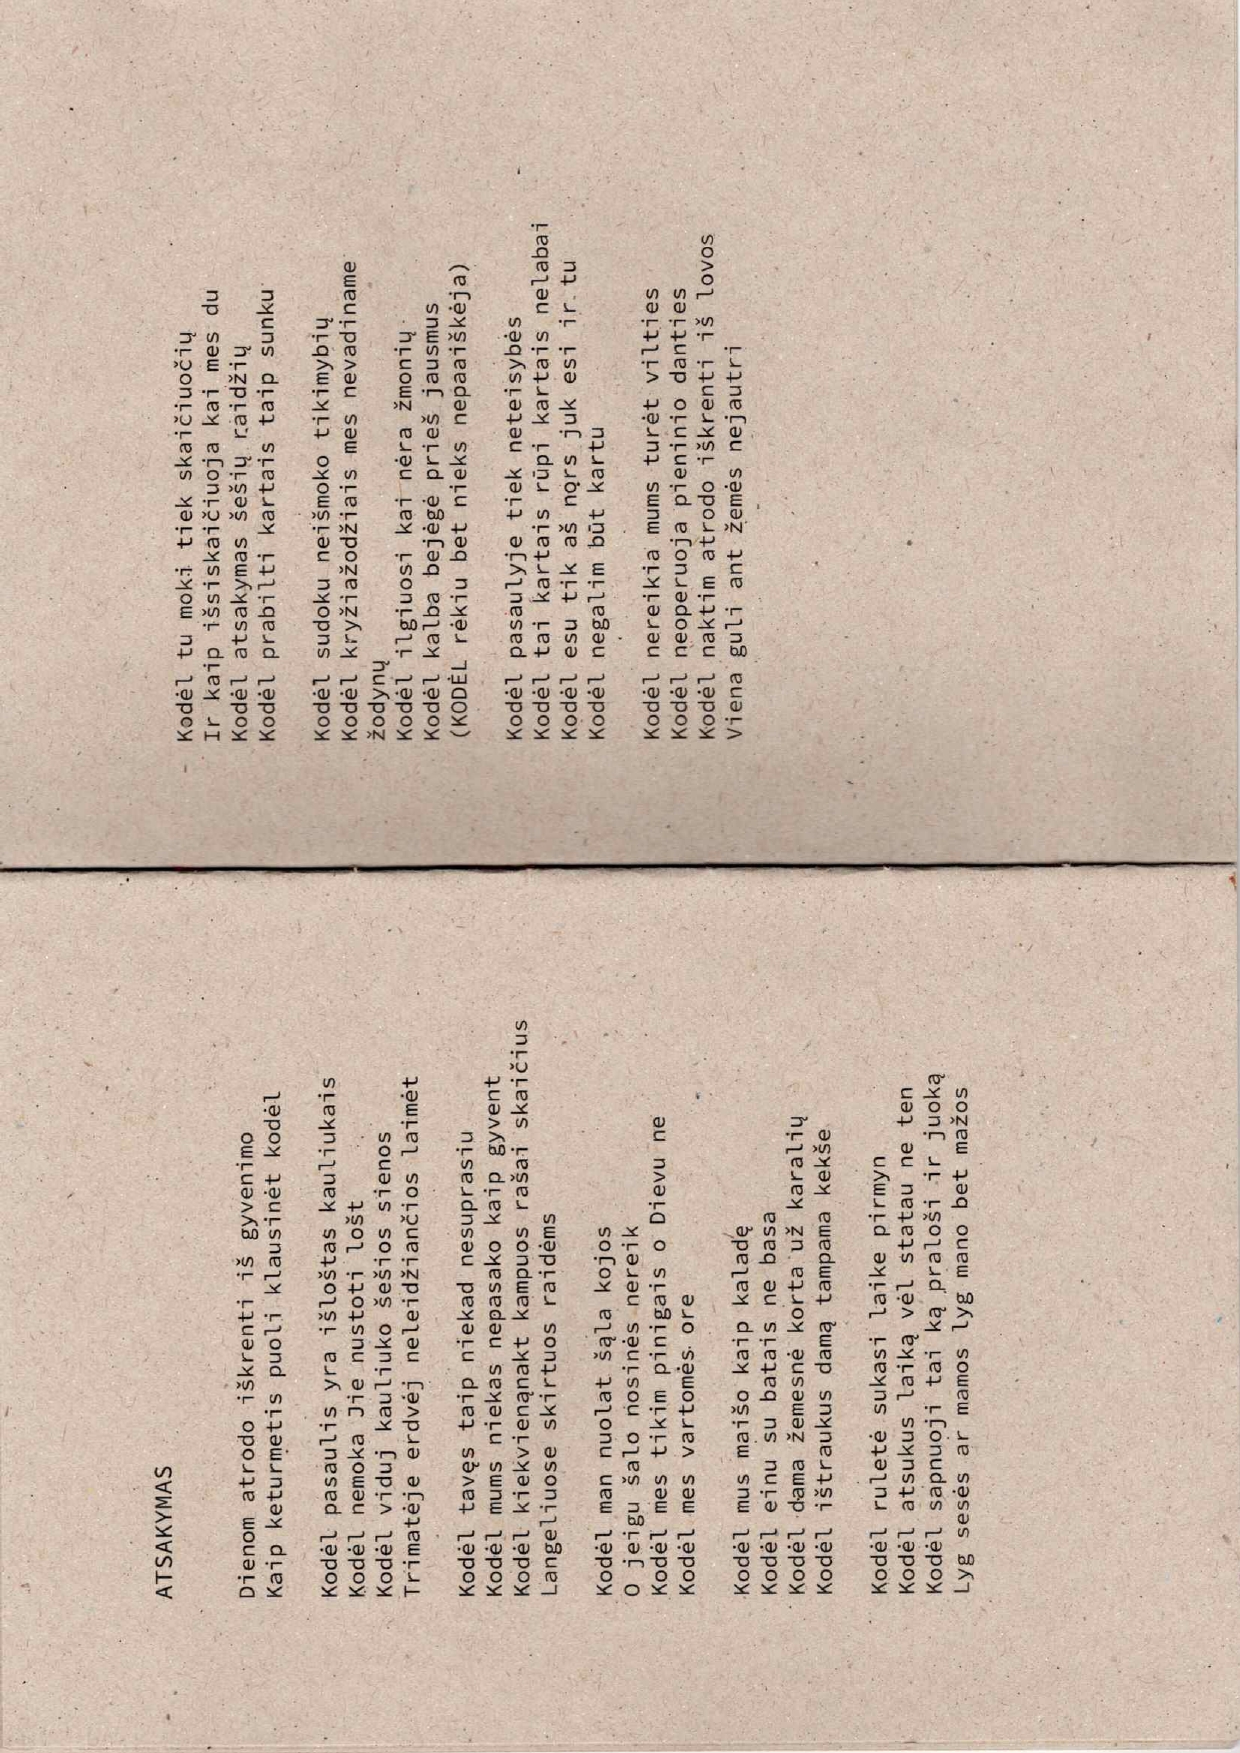 ATSAKYMAS

Dienom atrodo iškrenti iš gyvenimo
Kaip keturmetis puoli klausinėt kodėl

Kodėl pasaulis yra išloštas kauliukais
Kodėl nemoka Jie nustoti lošt
Kodėl viduj kauliuko šešios sienos
Trimatėje erdvėj neleidžiančios laimėt

Kodėl tavęs taip niekad nesuprasiu
Kodėl mums niekas nepasako kaip gyvent
Kodėl kiekvienąnakt kampuos rašai skaičius
Langeliuose skirtuos raidėms

Kodėl man nuolat šąla kojos
O jeigu šalo nosinės nereik
Kodėl mes tikim pinigais o Dievu ne
Kodėl mes vartomės ore

Kodėl mus maišo kaip kaladę
Kodėl einu su batais ne basa
Kodėl dama žemesnė korta už karalių
Kodėl ištraukus damą tampama kekše

Kodėl ruletė sukasi laike pirmyn
Kodėl atsukus laiką vėl statau ne ten
Kodėl sapnuoji tai ką praloši ir juoką
Lyg sesės ar mamos lyg mano bet mažos

Kodėl tu moki tiek skaičiuočių
Ir kaip išsiskaičiuoja kai mes du
Kodėl atsakymas šešių raidžių
Kodėl prabilti kartais taip sunku

Kodėl sudoku neišmoko tikimybių
Kodėl kryžiažodžiais mes nevadiname
žodynų
Kodėl ilgiuosi kai nėra žmonių
Kodėl kalba bejėgė prieš jausmus
(KODĖL rėkiu bet nieks nepaaiškėja)

Kodėl pasaulyje tiek neteisybės
Kodėl tai kartais rūpi kartais nelabai
Kodėl esu tik aš nors juk esi ir tu
Kodėl negalim būt kartu

Kodėl nereikia mums turėt vilties
Kodėl neoperuoja pieninio danties
Kodėl naktim atrodo iškrenti iš lovos
Viena guli ant žemės nejautri